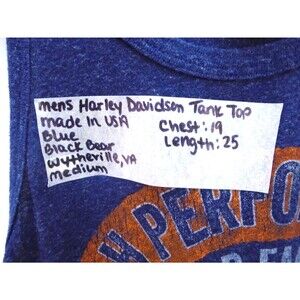 mens Harley Davidson Tank Top
made in USA Chest: 19
Blue Length: 25
Black Bear
Wytheville, VA
medium
PERFO